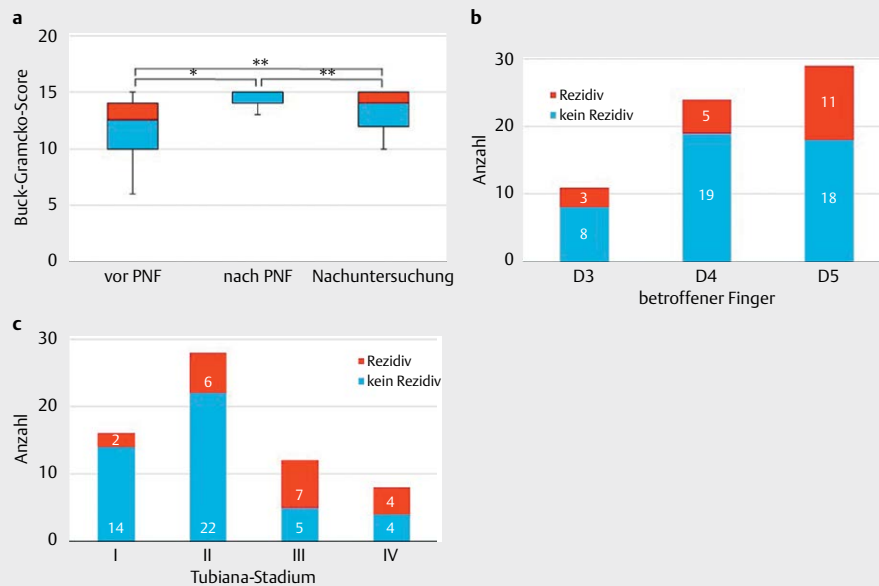 a
20
15
10
5
0
Buck-Gramcko-Score
**
*
**
vor PNF
nach PNF
Nachuntersuchung
b
30
20
10
0
Anzahl
Rezidiv
kein Rezidiv
3
8
5
19
11
18
D3
D4
D5
betroffener Finger
c
30
20
10
0
Anzahl
Rezidiv
kein Rezidiv
2
14
6
22
7
5
4
4
I
II
III
IV
Tubiana-Stadium